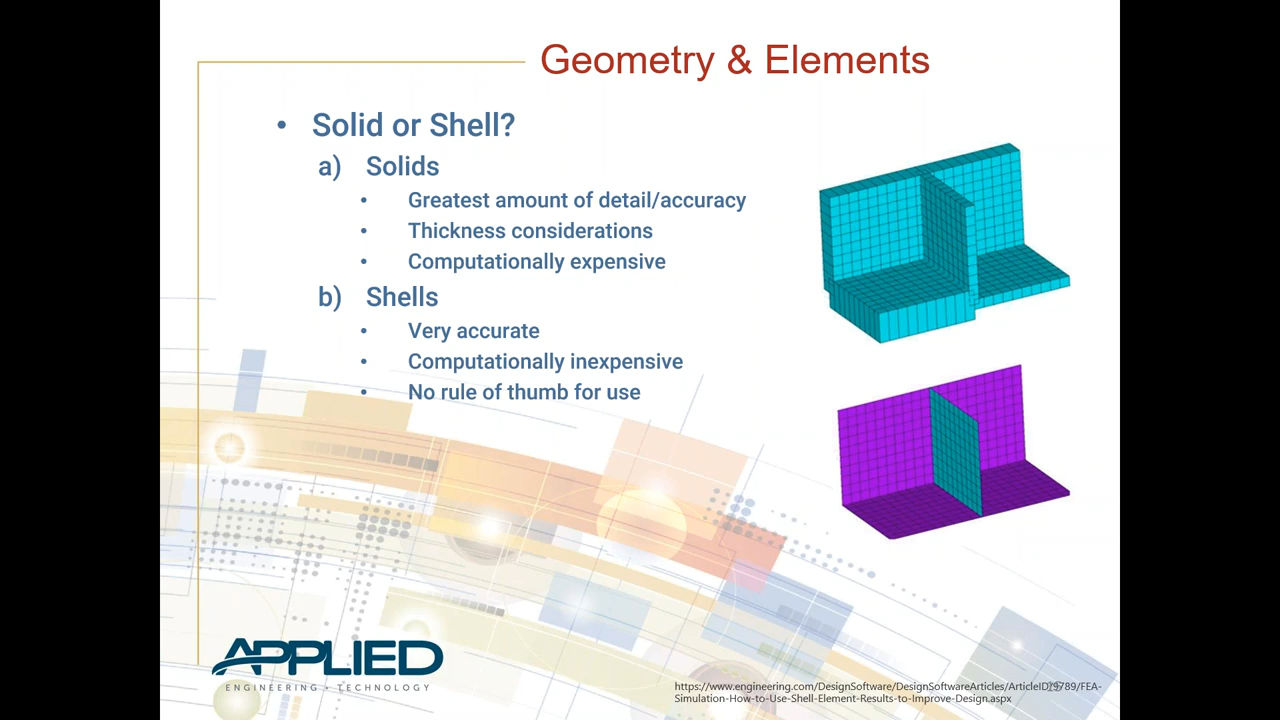 Geometry & Elements
• Solid or Shell?
a) Solids
• Greatest amount of detail/accuracy
• Thickness considerations
• Computationally expensive
b) Shells
• Very accurate
• Computationally inexpensive
• No rule of thumb for use
APPLIED
ENGINEERING • TECHNOLOGY
https://www.engineering.com/DesignSoftware/DesignSoftwareArticles/ArticleID/9789/FEA-
Simulation-How-to-Use-Shell-Element-Results-to-Improve-Design.aspx